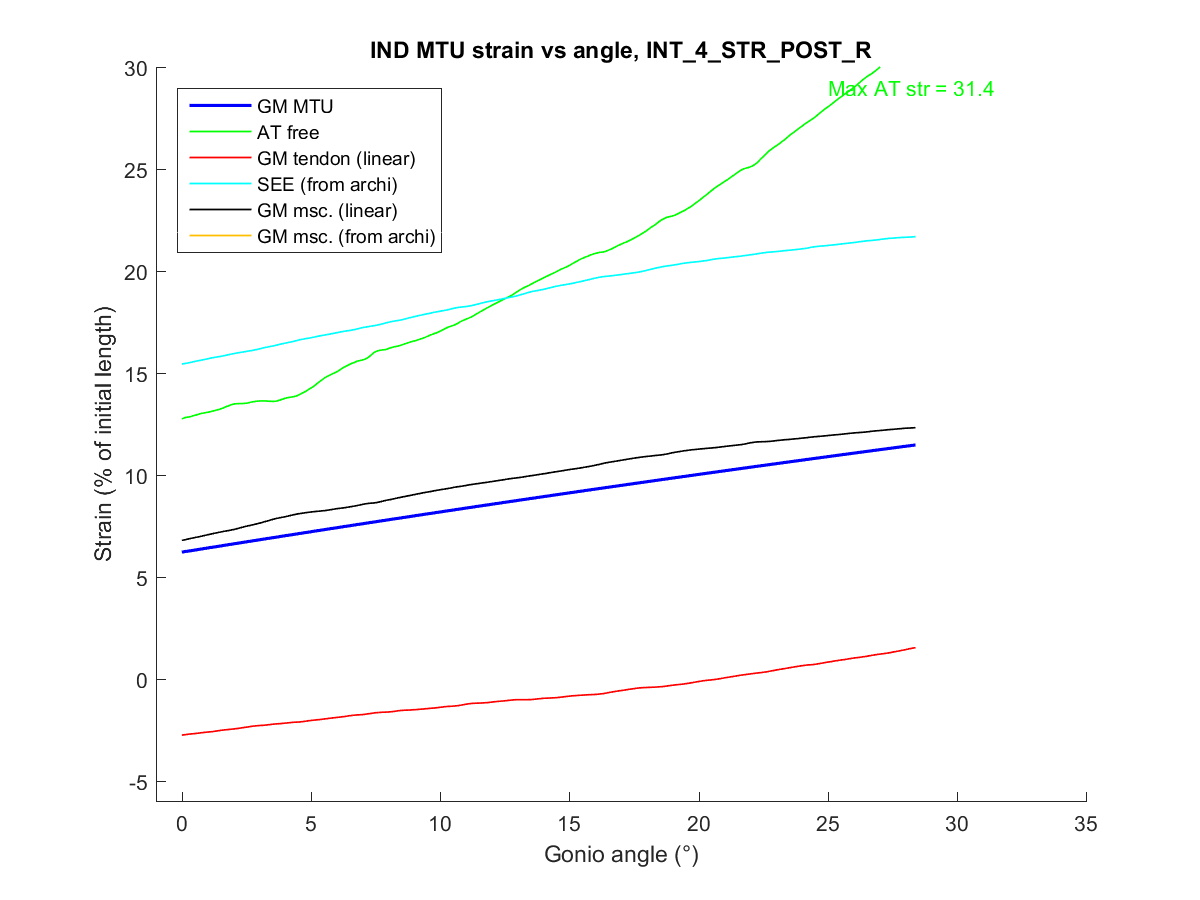 IND MTU strain vs angle, INT_4_STR_POST_R
30
25
20
15
10
5
0
-5
Strain (% of initial length)
GM MTU
AT free
GM tendon (linear)
SEE (from archi)
GM msc. (linear)
GM msc. (from archi)
Max AT str = 31.4
0 5 10 15 20 25 30 35
Gonio angle (°)